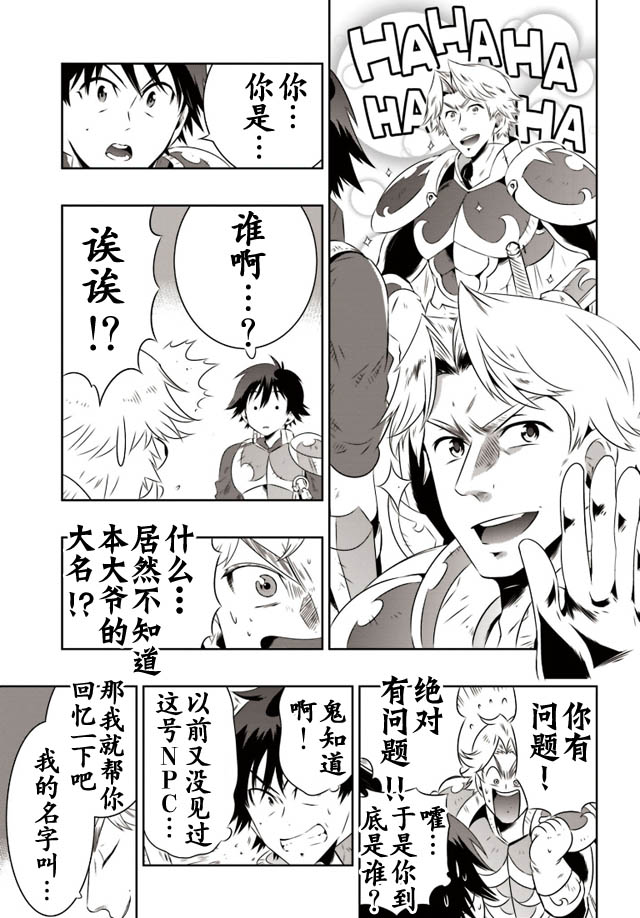 HAHAHA
HAHAHA
你…
你是…
谁啊…?
诶诶!?
什么…
居然不知道
本大爷的
大名!?
你有
问题!
绝对
有问题!!
嚯…
于是你到
底是谁?
鬼知道
啊!
以前又没见过
这号NPC…
那我就帮你
回忆一下吧
我的名字叫…